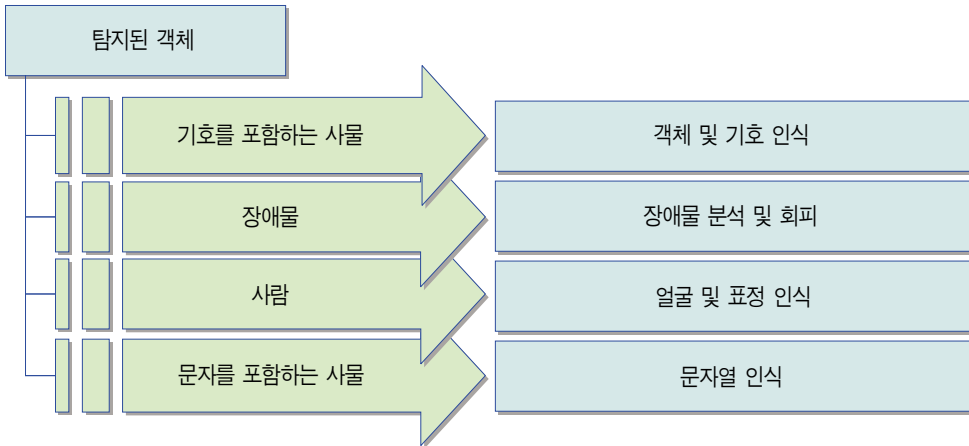 탐지된 객체
기호를 포함하는 사물
객체 및 기호 인식
장애물
장애물 분석 및 회피
사람
얼굴 및 표정 인식
문자를 포함하는 사물
문자열 인식